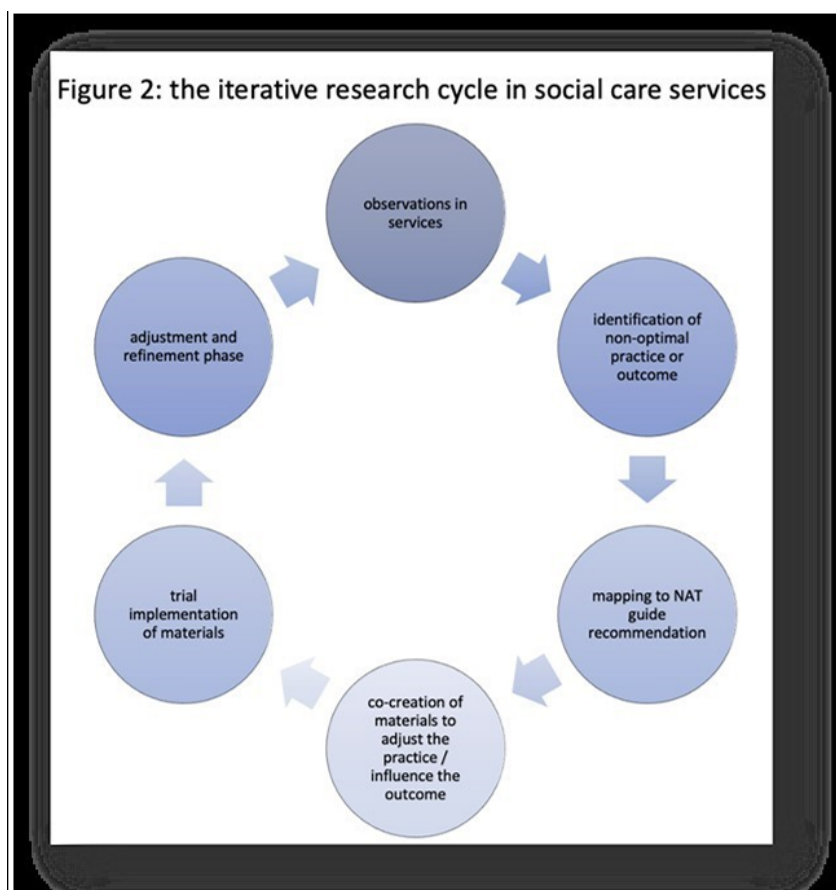 Figure 2: the iterative research cycle in social care services
observations in
services
identification of
non-optimal
practice or
outcome
mapping to NAT
guide
recommendation
co-creation of
materials to
adjust the
practice /
influence the
outcome
trial
implementation
of materials
adjustment and
refinement phase